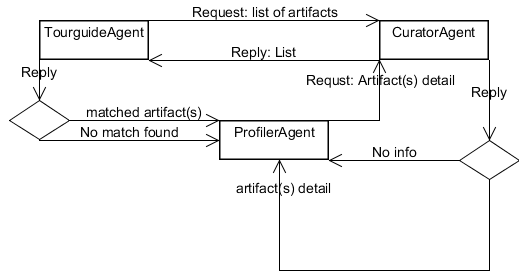 Request: list of artifacts
TourguideAgent
CuratorAgent
Reply: List
Reply
Requst: Artifact(s) detail
Reply
matched artifact(s)
No match found
ProfilerAgent
No info
artifact(s) detail